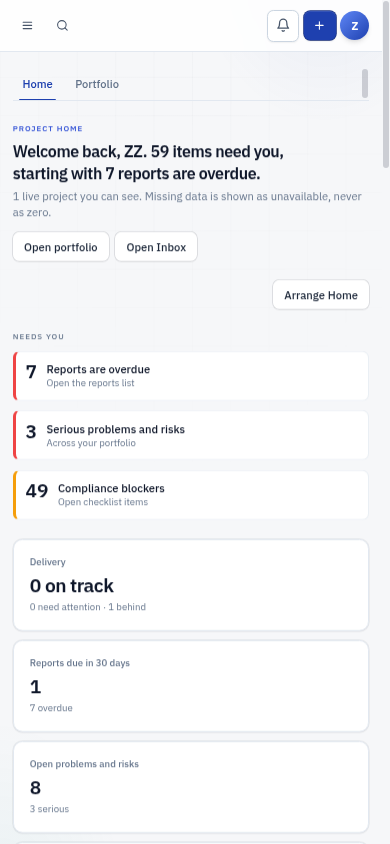 Z
Home
Portfolio
PROJECT HOME
Welcome back, ZZ. 59 items need you,
starting with 7 reports are overdue.
1 live project you can see. Missing data is shown as unavailable, never
as zero.
Open portfolio
Open Inbox
Arrange Home
NEEDS YOU
7
Reports are overdue
Open the reports list
3
Serious problems and risks
Across your portfolio
49
Compliance blockers
Open checklist items
Delivery
0 on track
0 need attention · 1 behind
Reports due in 30 days
1
7 overdue
Open problems and risks
8
3 serious